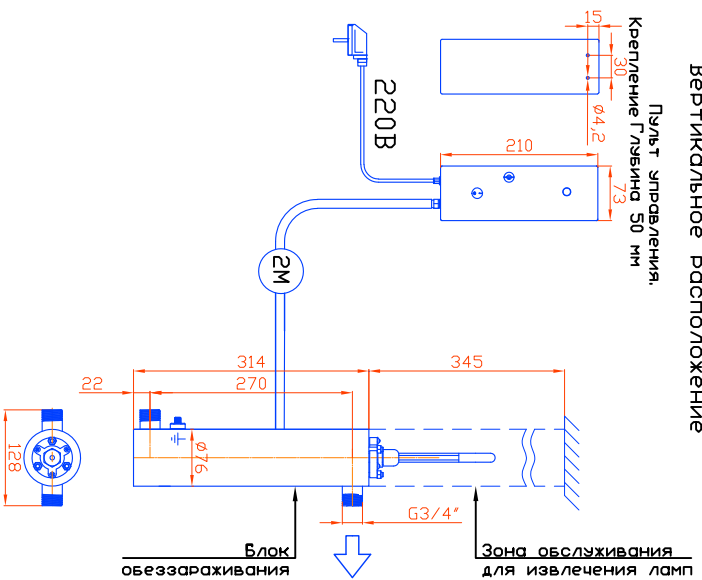 Вертикальное расположение
Пульт управления.
Крепление Глубина 50 мм
15
30
ø4,2
210
73
220В
2М
314
345
22
270
128
ø76
G3/4"
Блок
обеззараживания
Зона обслуживания
для извлечения ламп